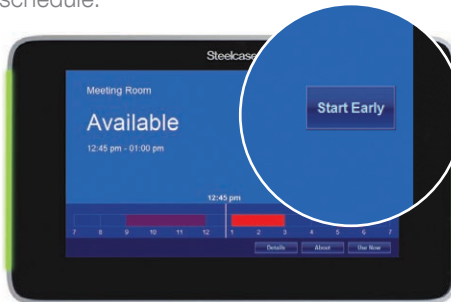 schedule.
Steelcase
Meeting Room
Available
12:45 pm - 01:00 pm
Start Early
12:45 pm
7 8 9 10 11 12 1 2 3 4 5 6 7
Details About Use Now